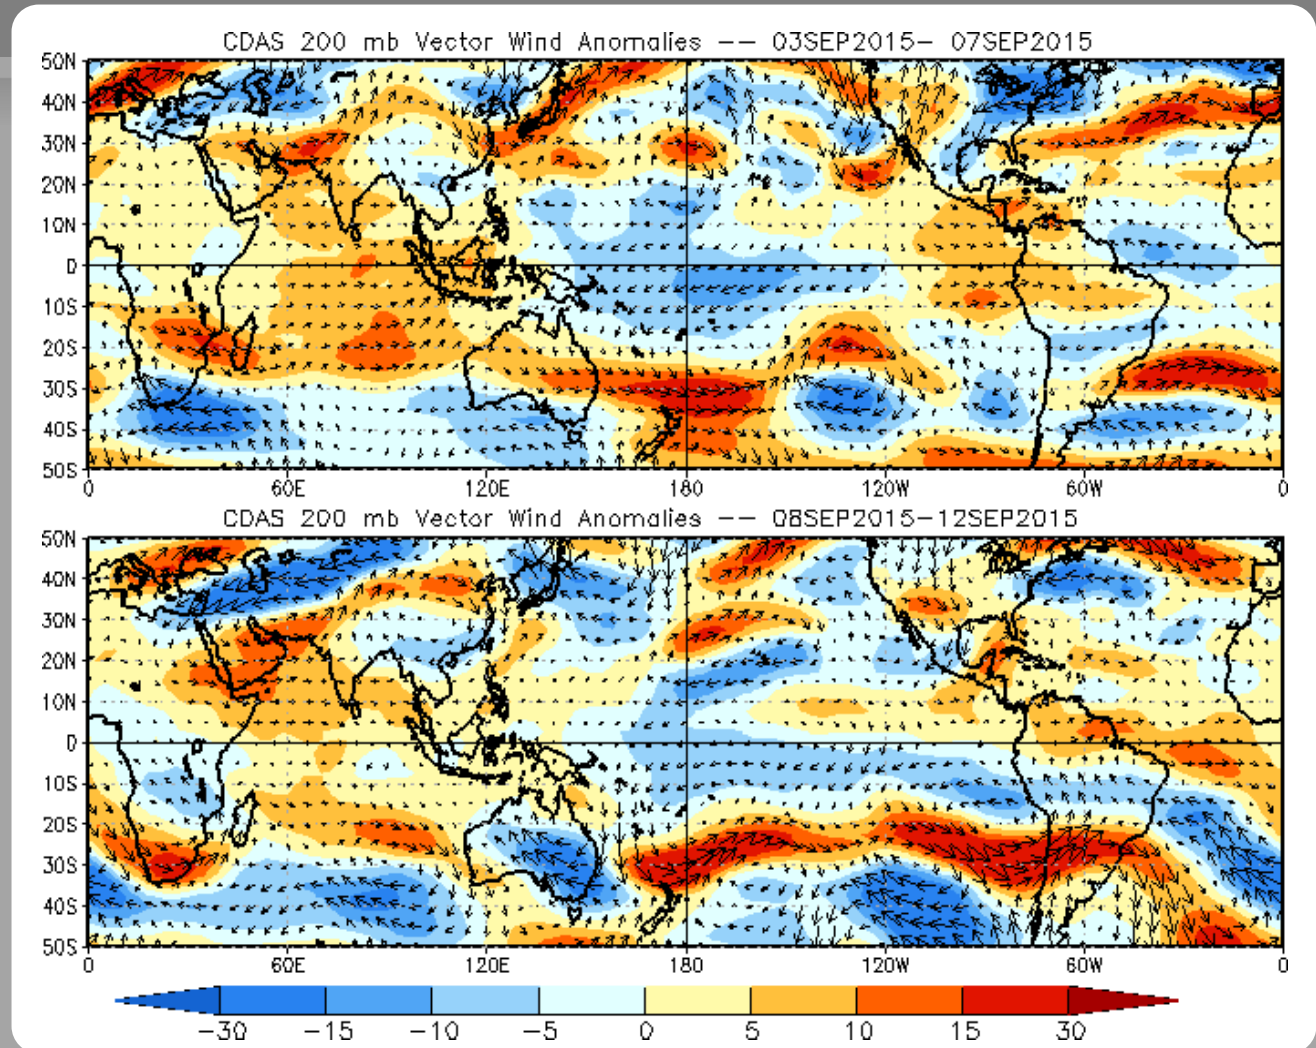 CDAS 200 mb Vector Wind Anomalies -- 03SEP2015- 07SEP2015
50N
40N
30N
20N
10N
0
10S
20S
30S
40S
50S
0 60E 120E 180 120W 60W 0
CDAS 200 mb Vector Wind Anomalies -- 08SEP2015-12SEP2015
50N
40N
30N
20N
10N
0
10S
20S
30S
40S
50S
0 60E 120E 180 120W 60W 0
-30 -15 -10 -5 0 5 10 15 30